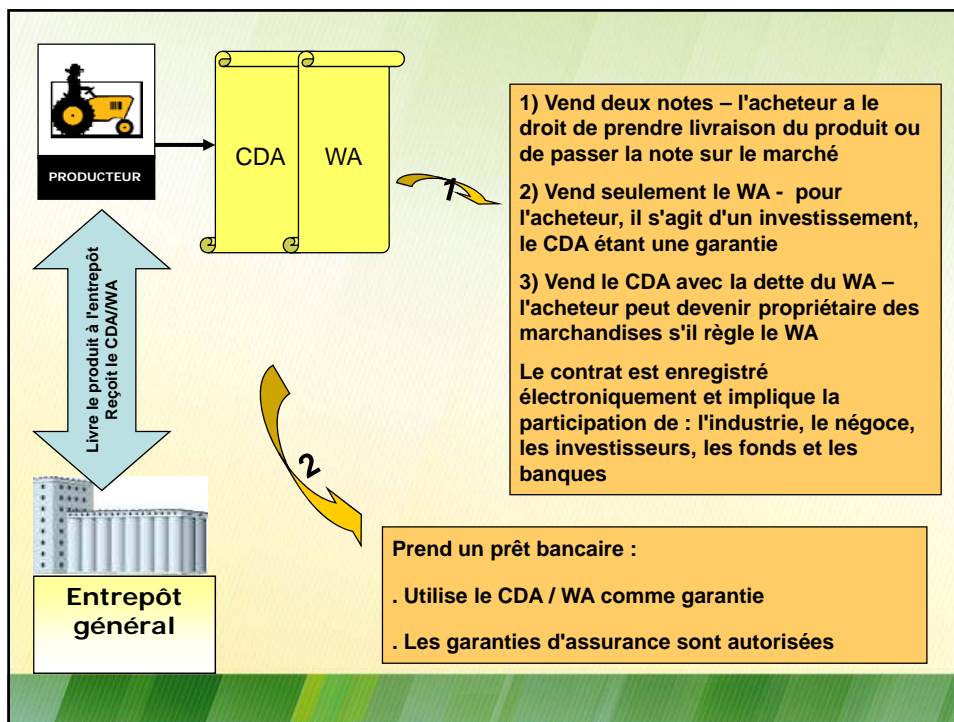 PRODUCTEUR
CDA
WA
1
1) Vend deux notes – l'acheteur a le
droit de prendre livraison du produit ou
de passer la note sur le marché
2) Vend seulement le WA - pour
l'acheteur, il s'agit d'un investissement,
le CDA étant une garantie
3) Vend le CDA avec la dette du WA –
l'acheteur peut devenir propriétaire des
marchandises s'il règle le WA
Le contrat est enregistré
électroniquement et implique la
participation de : l'industrie, le négoce,
les investisseurs, les fonds et les
banques
Livre le produit à l'entrepôt
Reçoit le CDA/WA
2
Entrepôt
général
Prend un prêt bancaire :
. Utilise le CDA / WA comme garantie
. Les garanties d'assurance sont autorisées